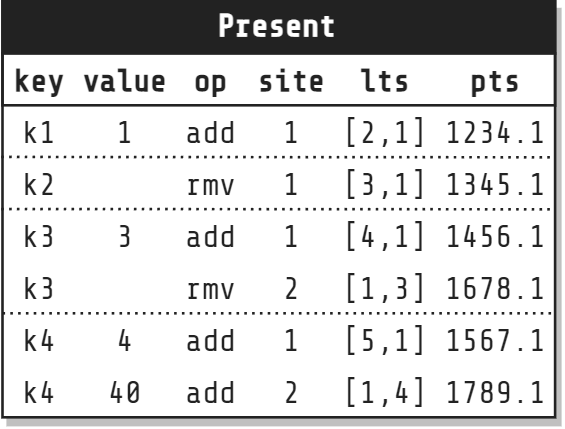 Present
key value op site lts pts
k1 1 add 1 [2,1] 1234.1
k2 rmv 1 [3,1] 1345.1
k3 3 add 1 [4,1] 1456.1
k3 rmv 2 [1,3] 1678.1
k4 4 add 1 [5,1] 1567.1
k4 40 add 2 [1,4] 1789.1